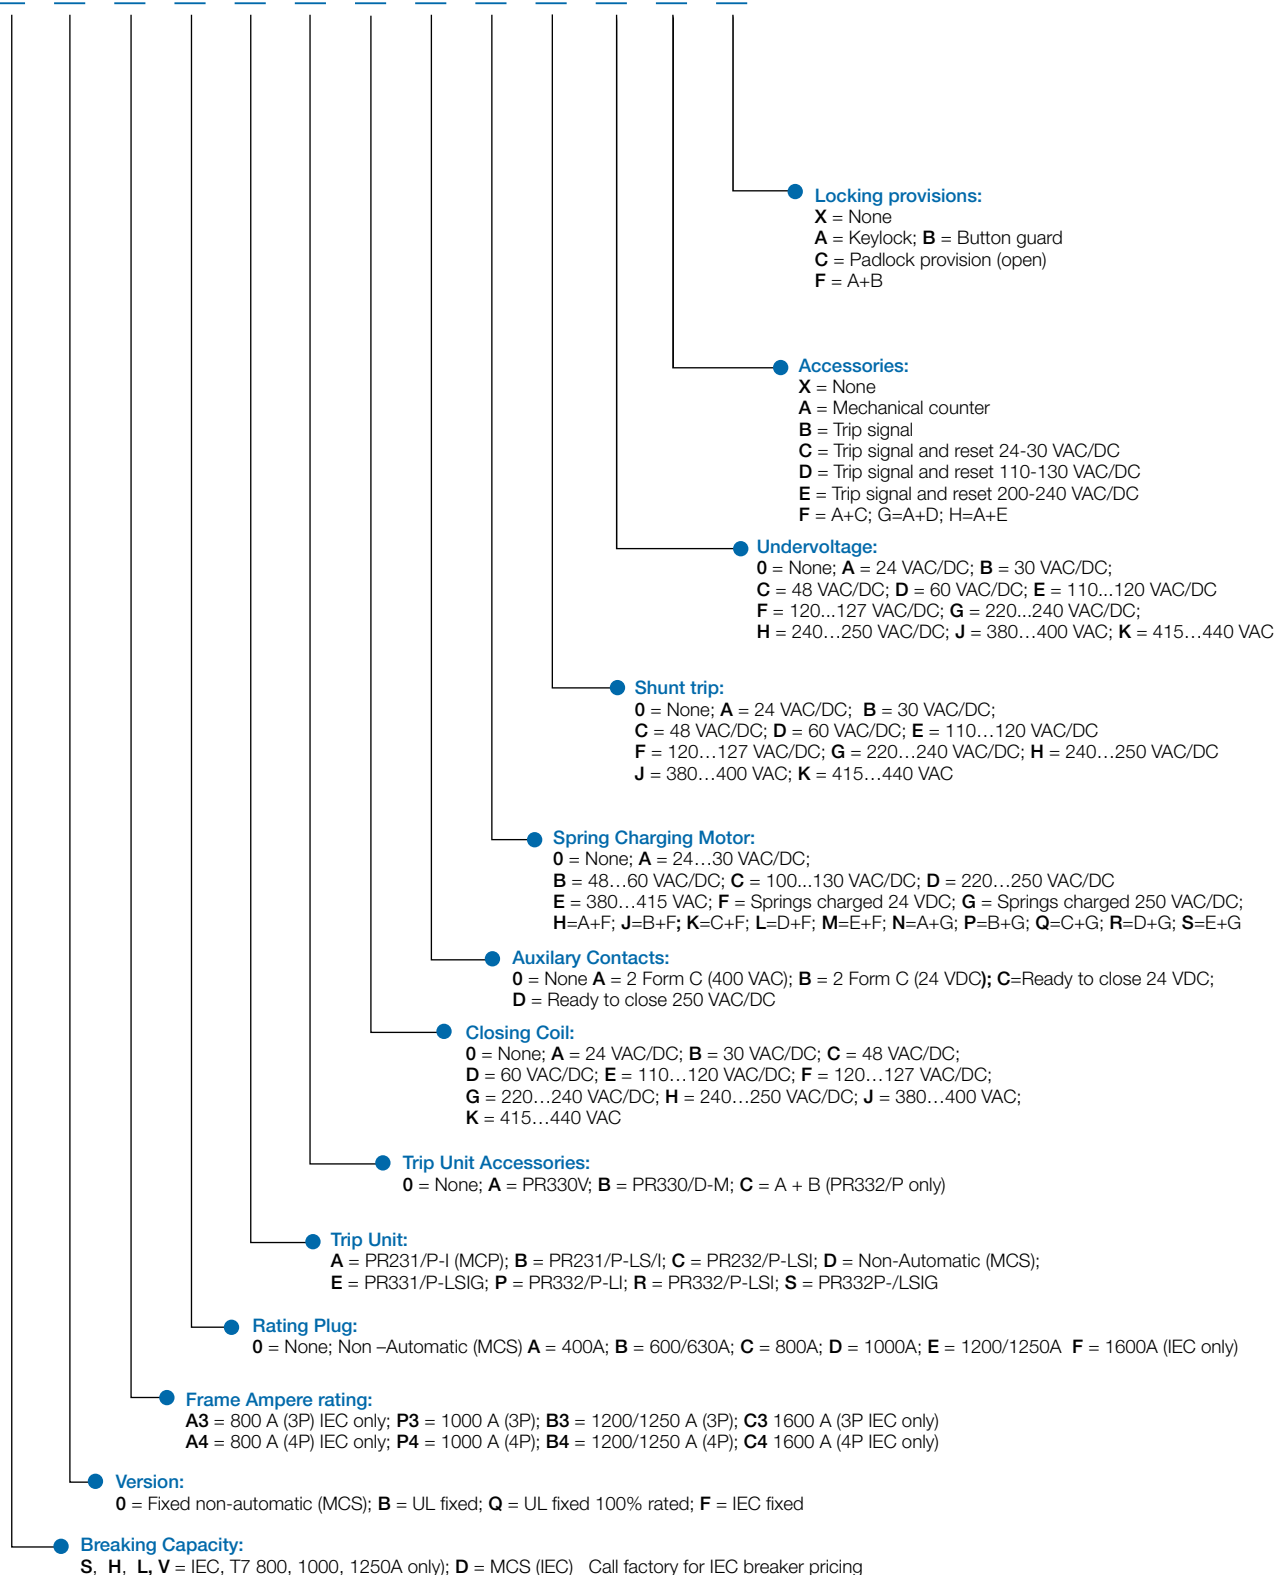 Locking provisions:
X = None
A = Keylock; B = Button guard
C = Padlock provision (open)
F = A+B
Accessories:
X = None
A = Mechanical counter
B = Trip signal
C = Trip signal and reset 24-30 VAC/DC
D = Trip signal and reset 110-130 VAC/DC
E = Trip signal and reset 200-240 VAC/DC
F = A+C; G=A+D; H=A+E
Undervoltage:
0 = None; A = 24 VAC/DC; B = 30 VAC/DC;
C = 48 VAC/DC; D = 60 VAC/DC; E = 110...120 VAC/DC
F = 120...127 VAC/DC; G = 220...240 VAC/DC;
H = 240…250 VAC/DC; J = 380…400 VAC; K = 415…440 VAC
Shunt trip:
0 = None; A = 24 VAC/DC; B = 30 VAC/DC;
C = 48 VAC/DC; D = 60 VAC/DC; E = 110…120 VAC/DC
F = 120…127 VAC/DC; G = 220…240 VAC/DC; H = 240…250 VAC/DC
J = 380…400 VAC; K = 415…440 VAC
Spring Charging Motor:
0 = None; A = 24…30 VAC/DC;
B = 48…60 VAC/DC; C = 100...130 VAC/DC; D = 220…250 VAC/DC
E = 380…415 VAC; F = Springs charged 24 VDC; G = Springs charged 250 VAC/DC;
H=A+F; J=B+F; K=C+F; L=D+F; M=E+F; N=A+G; P=B+G; Q=C+G; R=D+G; S=E+G
Auxilary Contacts:
0 = None A = 2 Form C (400 VAC); B = 2 Form C (24 VDC); C=Ready to close 24 VDC;
D = Ready to close 250 VAC/DC
Closing Coil:
0 = None; A = 24 VAC/DC; B = 30 VAC/DC; C = 48 VAC/DC;
D = 60 VAC/DC; E = 110…120 VAC/DC; F = 120…127 VAC/DC;
G = 220…240 VAC/DC; H = 240…250 VAC/DC; J = 380…400 VAC;
K = 415…440 VAC
Trip Unit Accessories:
0 = None; A = PR330V; B = PR330/D-M; C = A + B (PR332/P only)
Trip Unit:
A = PR231/P-I (MCP); B = PR231/P-LS/I; C = PR232/P-LSI; D = Non-Automatic (MCS);
E = PR331/P-LSIG; P = PR332/P-LI; R = PR332/P-LSI; S = PR332P-/LSIG
Rating Plug:
0 = None; Non –Automatic (MCS) A = 400A; B = 600/630A; C = 800A; D = 1000A; E = 1200/1250A F = 1600A (IEC only)
Frame Ampere rating:
A3 = 800 A (3P) IEC only; P3 = 1000 A (3P); B3 = 1200/1250 A (3P); C3 1600 A (3P IEC only)
A4 = 800 A (4P) IEC only; P4 = 1000 A (4P); B4 = 1200/1250 A (4P); C4 1600 A (4P IEC only)
Version:
0 = Fixed non-automatic (MCS); B = UL fixed; Q = UL fixed 100% rated; F = IEC fixed
Breaking Capacity:
S, H, L, V = IEC, T7 800, 1000, 1250A only); D = MCS (IEC) Call factory for IEC breaker pricing